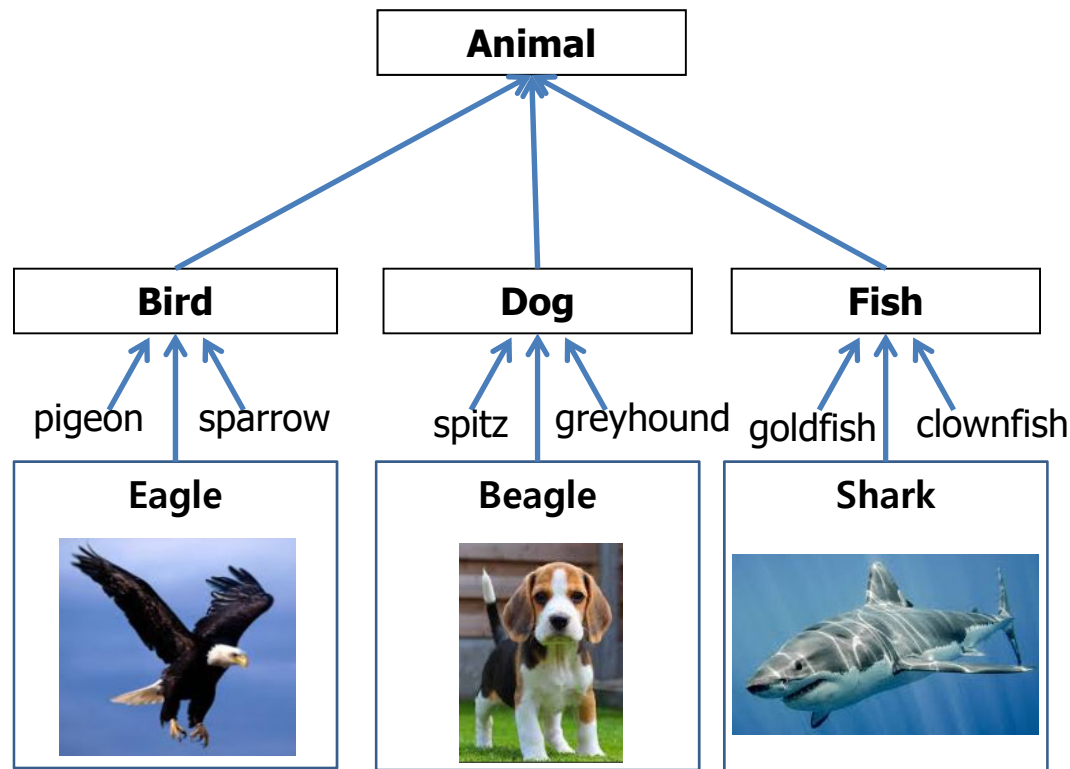 Animal
Bird
Dog
Fish
pigeon
sparrow
spitz
greyhound
goldfish
clownfish
Eagle
Beagle
Shark